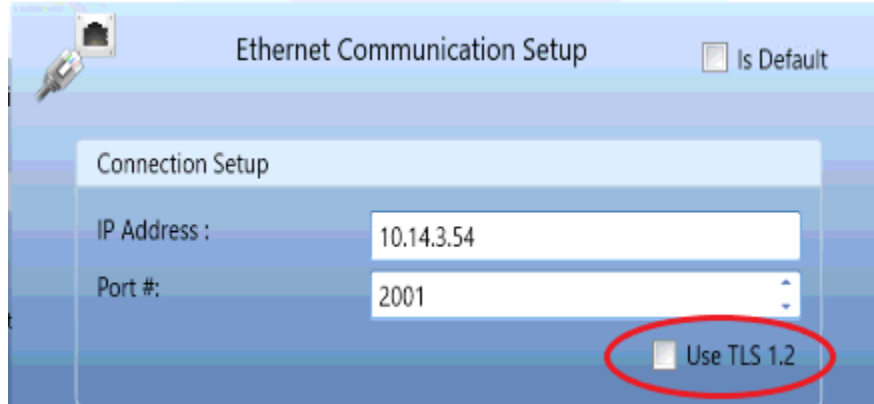 Ethernet Communication Setup
Is Default
Connection Setup
IP Address :
10.14.3.54
Port #:
2001
Use TLS 1.2